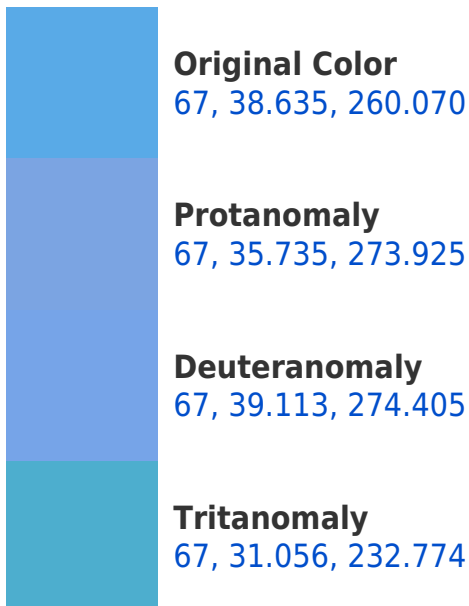 Original Color
67, 38.635, 260.070
Protanomaly
67, 35.735, 273.925
Deuteranomaly
67, 39.113, 274.405
Tritanomaly
67, 31.056, 232.774